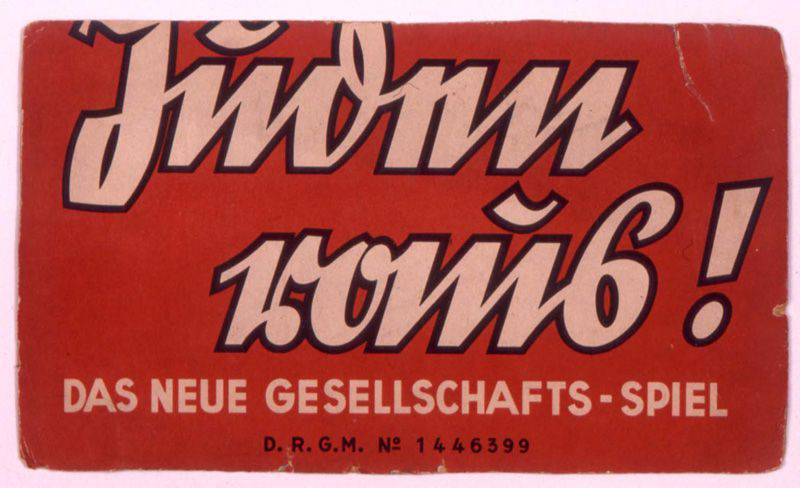 Juden
raus!
DAS NEUE GESELLSCHAFTS-SPIEL
D.R.G.M. Nº 1446399